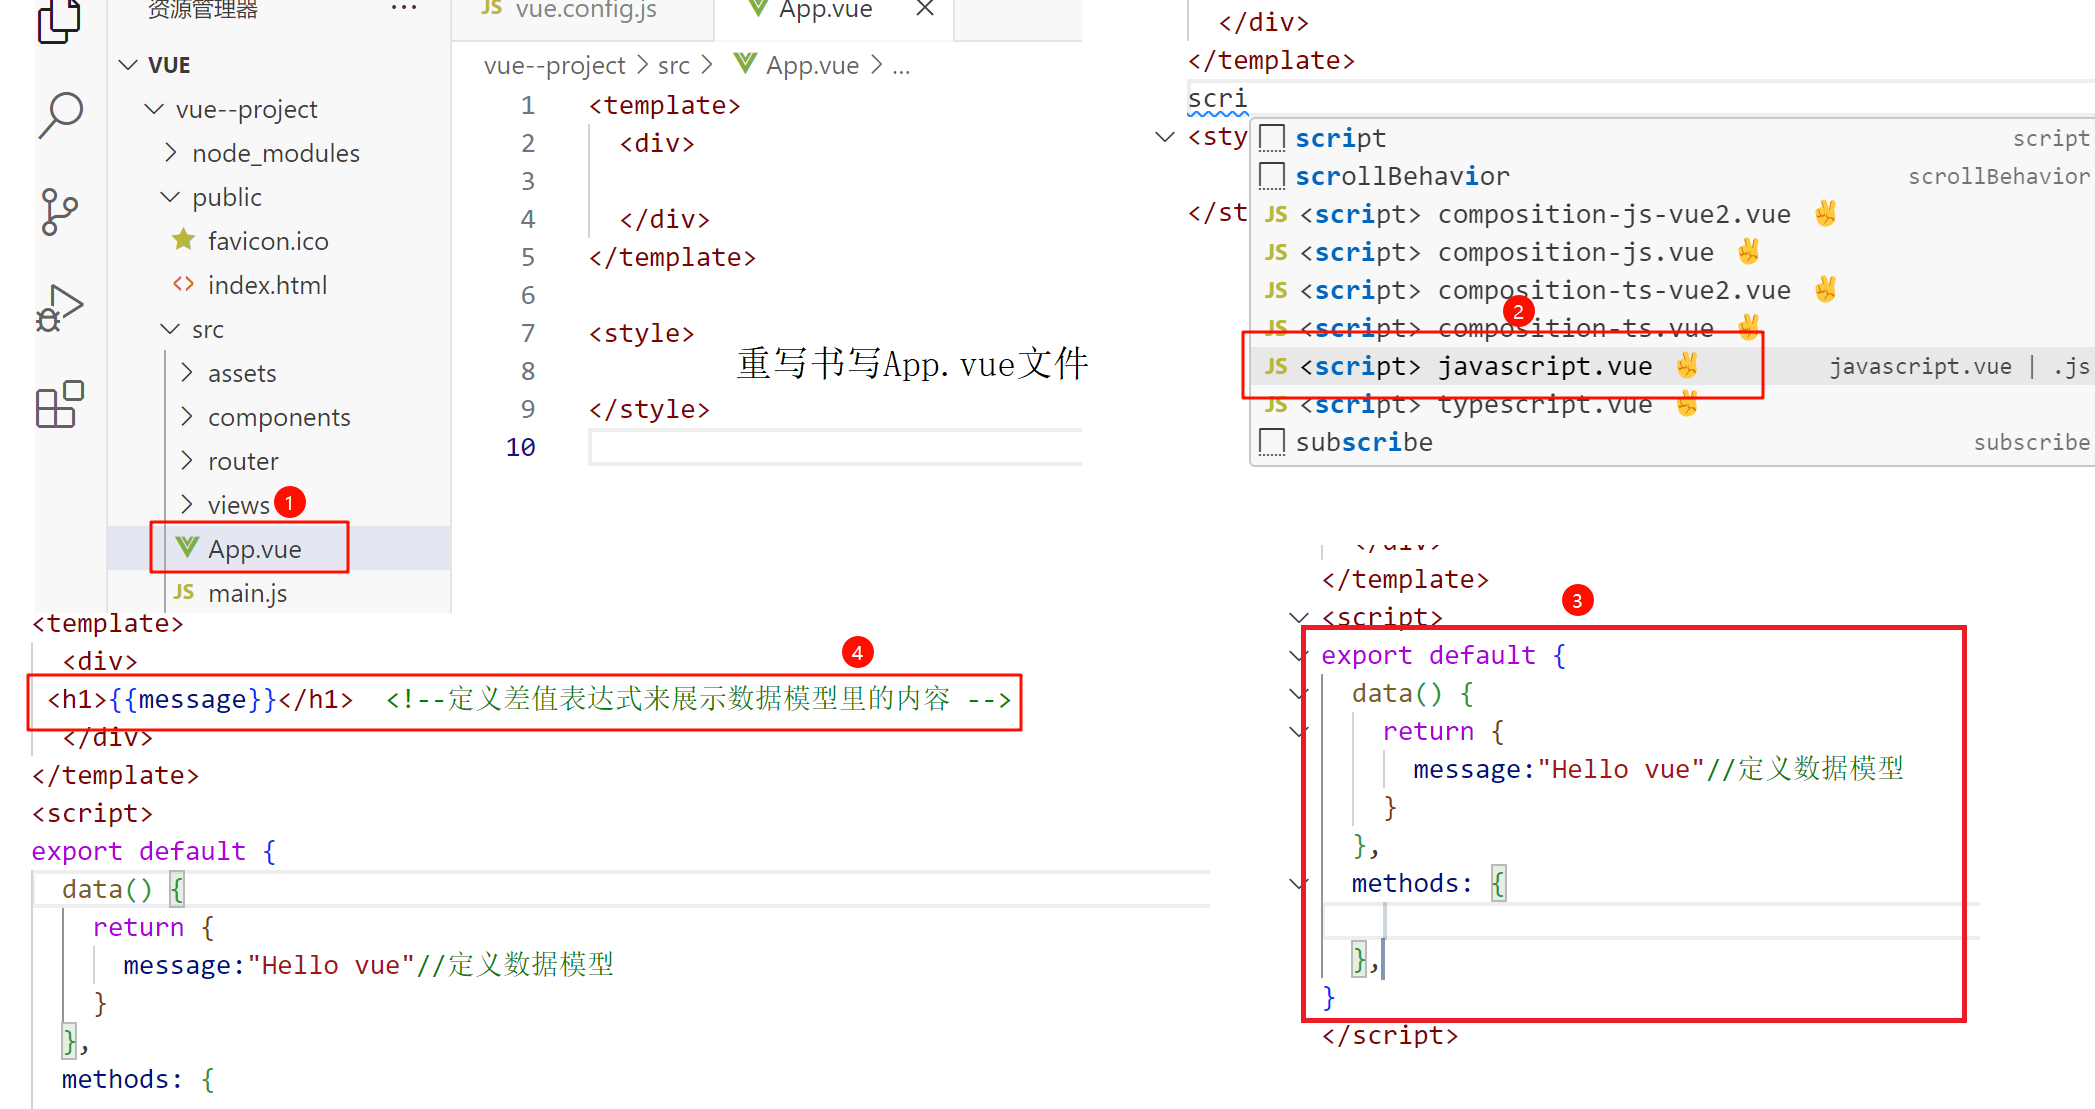 资源管理器 ...
VUE
vue--project
node_modules
public
favicon.ico
index.html
src
assets
components
router
views 1
App.vue
JS main.js
JS vue.config.js App.vue ×
vue--project > src > App.vue > ...
1 <template>
2 <div>
3
4 </div>
5 </template>
6
7 <style>
8
9 </style>
10
重写书写App.vue文件
</div>
</template>
scri
<sty
</st
script script
scrollBehavior scrollBehavior
JS <script> composition-js-vue2.vue ✌
JS <script> composition-js.vue ✌
JS <script> composition-ts-vue2.vue ✌
2
JS <script> composition-ts.vue ✌
JS <script> javascript.vue ✌ javascript.vue | .js
JS <script> typescript.vue ✌
subscribe subscribe
</div>
</template>
3
<script>
export default {
data() {
return {
message:"Hello vue"//定义数据模型
}
},
methods: {
},
}
</script>
<template>
4
<div>
<h1>{{message}}</h1> <!--定义差值表达式来展示数据模型里的内容 -->
</div>
</template>
<script>
export default {
data() {
return {
message:"Hello vue"//定义数据模型
}
},
methods: {